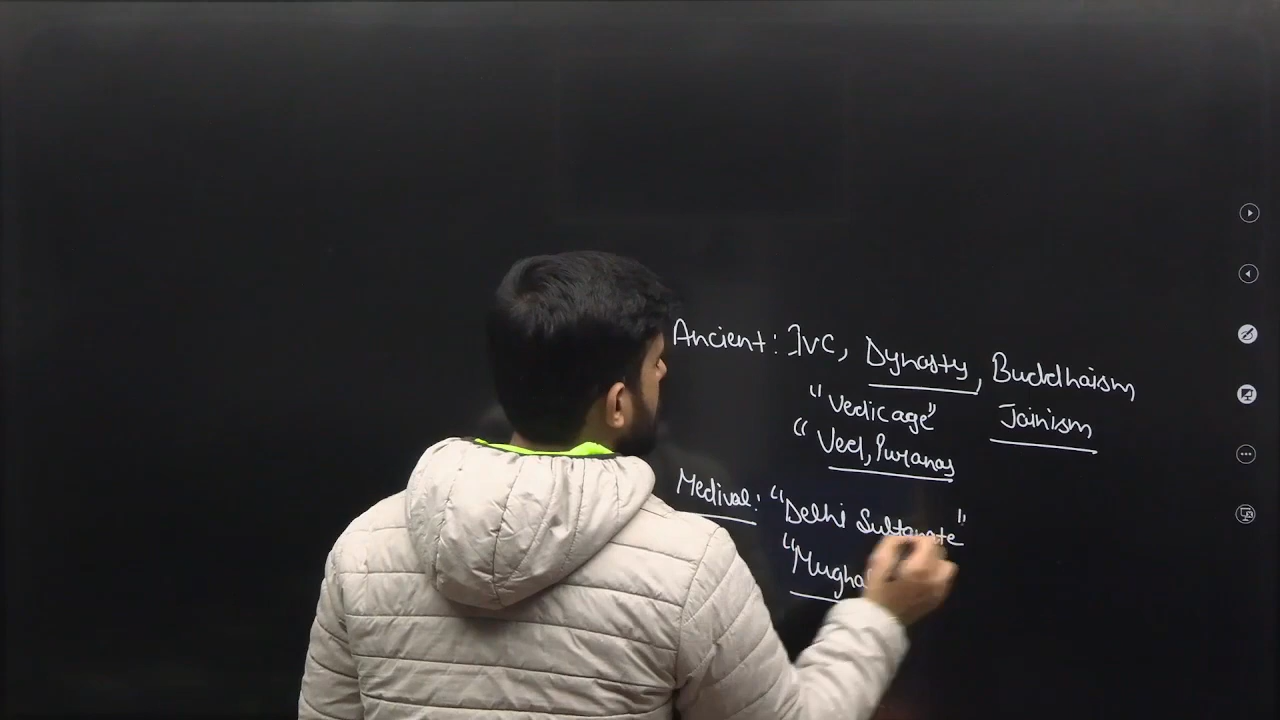 Ancient: IVC, Dynasty, Buddhaism,
"Vedic age" Jainism
" Ved, Puranas
Medival: "Delhi Sultanate"